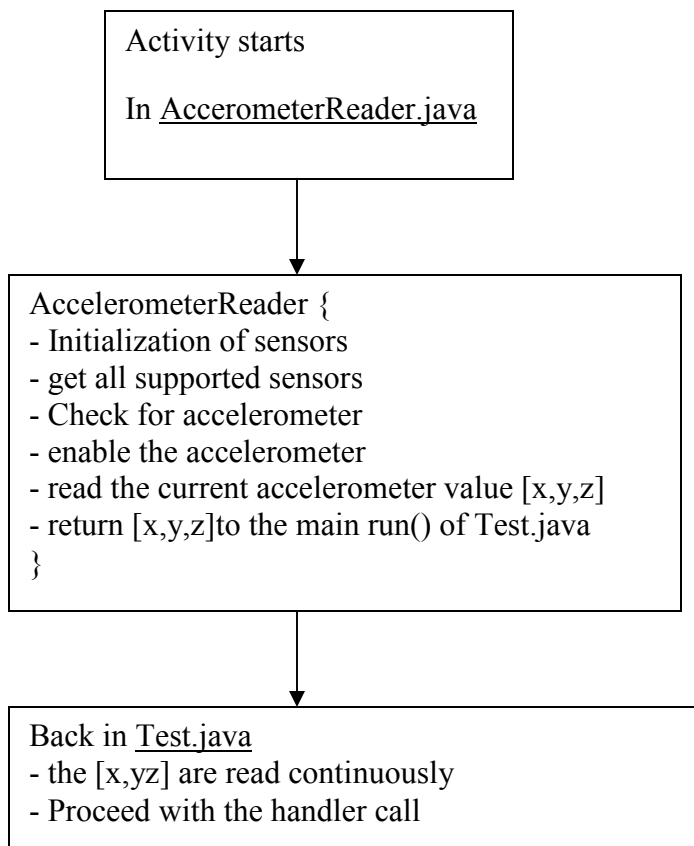 Activity starts
In AccerometerReader.java
AccelerometerReader {
- Initialization of sensors
- get all supported sensors
- Check for accelerometer
- enable the accelerometer
- read the current accelerometer value [x,y,z]
- return [x,y,z]to the main run() of Test.java
}
Back in Test.java
- the [x,yz] are read continuously
- Proceed with the handler call